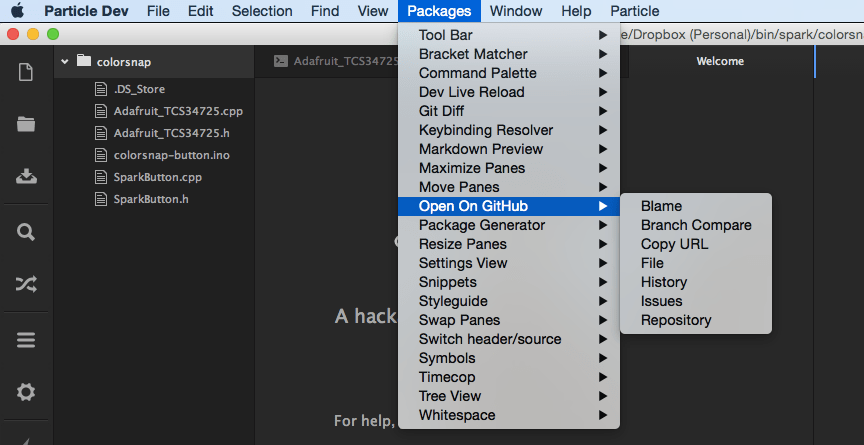 Particle Dev File Edit Selection Find View Packages Window Help Particle
e/Dropbox (Personal)/bin/spark/colorsna
colorsnap
.DS_Store
Adafruit_TCS34725.cpp
Adafruit_TCS34725.h
colorsnap-button.ino
SparkButton.cpp
SparkButton.h
Adafruit_TCS34725
Welcome
A hack
For help,
Tool Bar
Bracket Matcher
Command Palette
Dev Live Reload
Git Diff
Keybinding Resolver
Markdown Preview
Maximize Panes
Move Panes
Open On GitHub
Package Generator
Resize Panes
Settings View
Snippets
Styleguide
Swap Panes
Switch header/source
Symbols
Timecop
Tree View
Whitespace
Blame
Branch Compare
Copy URL
File
History
Issues
Repository